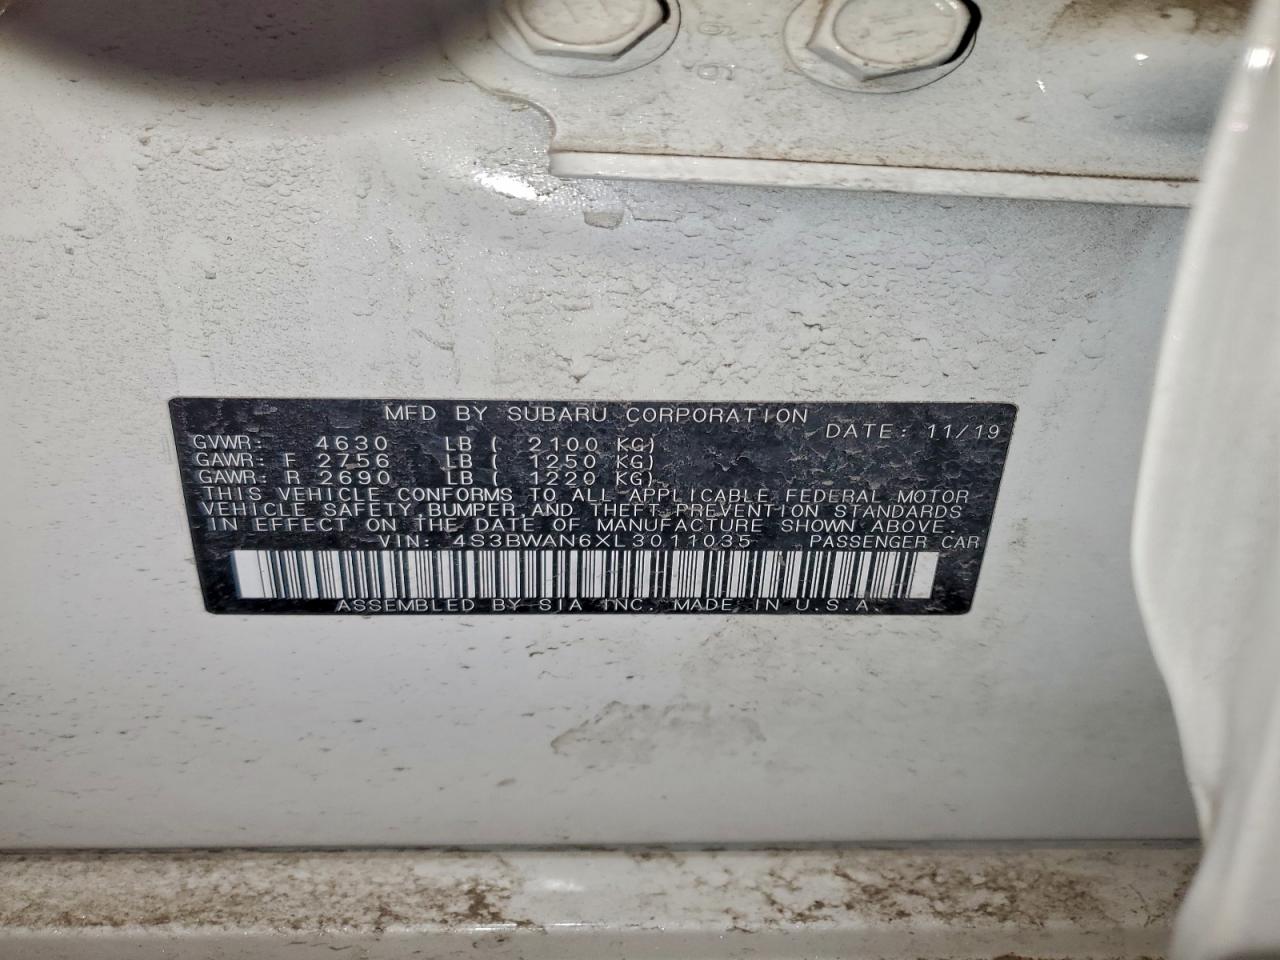 MFD BY SUBARU CORPORATION
DATE: 11/19
GVWR: 4630 LB ( 2100 KG)
GAWR: F 2756 LB ( 1250 KG)
GAWR: R 2690 LB ( 1220 KG)
THIS VEHICLE CONFORMS TO ALL APPLICABLE FEDERAL MOTOR
VEHICLE SAFETY, BUMPER, AND THEFT PREVENTION STANDARDS
IN EFFECT ON THE DATE OF MANUFACTURE SHOWN ABOVE.
VIN: 4S3BWAN6XL3011035 PASSENGER CAR
ASSEMBLED BY SIA INC. MADE IN U.S.A.